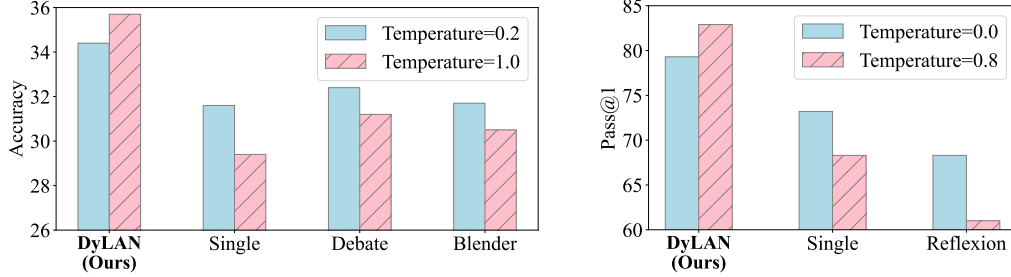 36
34
32
30
28
26
Accuracy
Temperature=0.2
Temperature=1.0
DyLAN
(Ours)
Single
Debate
Blender
85
80
75
70
65
60
Pass@1
Temperature=0.0
Temperature=0.8
DyLAN
(Ours)
Single
Reflexion